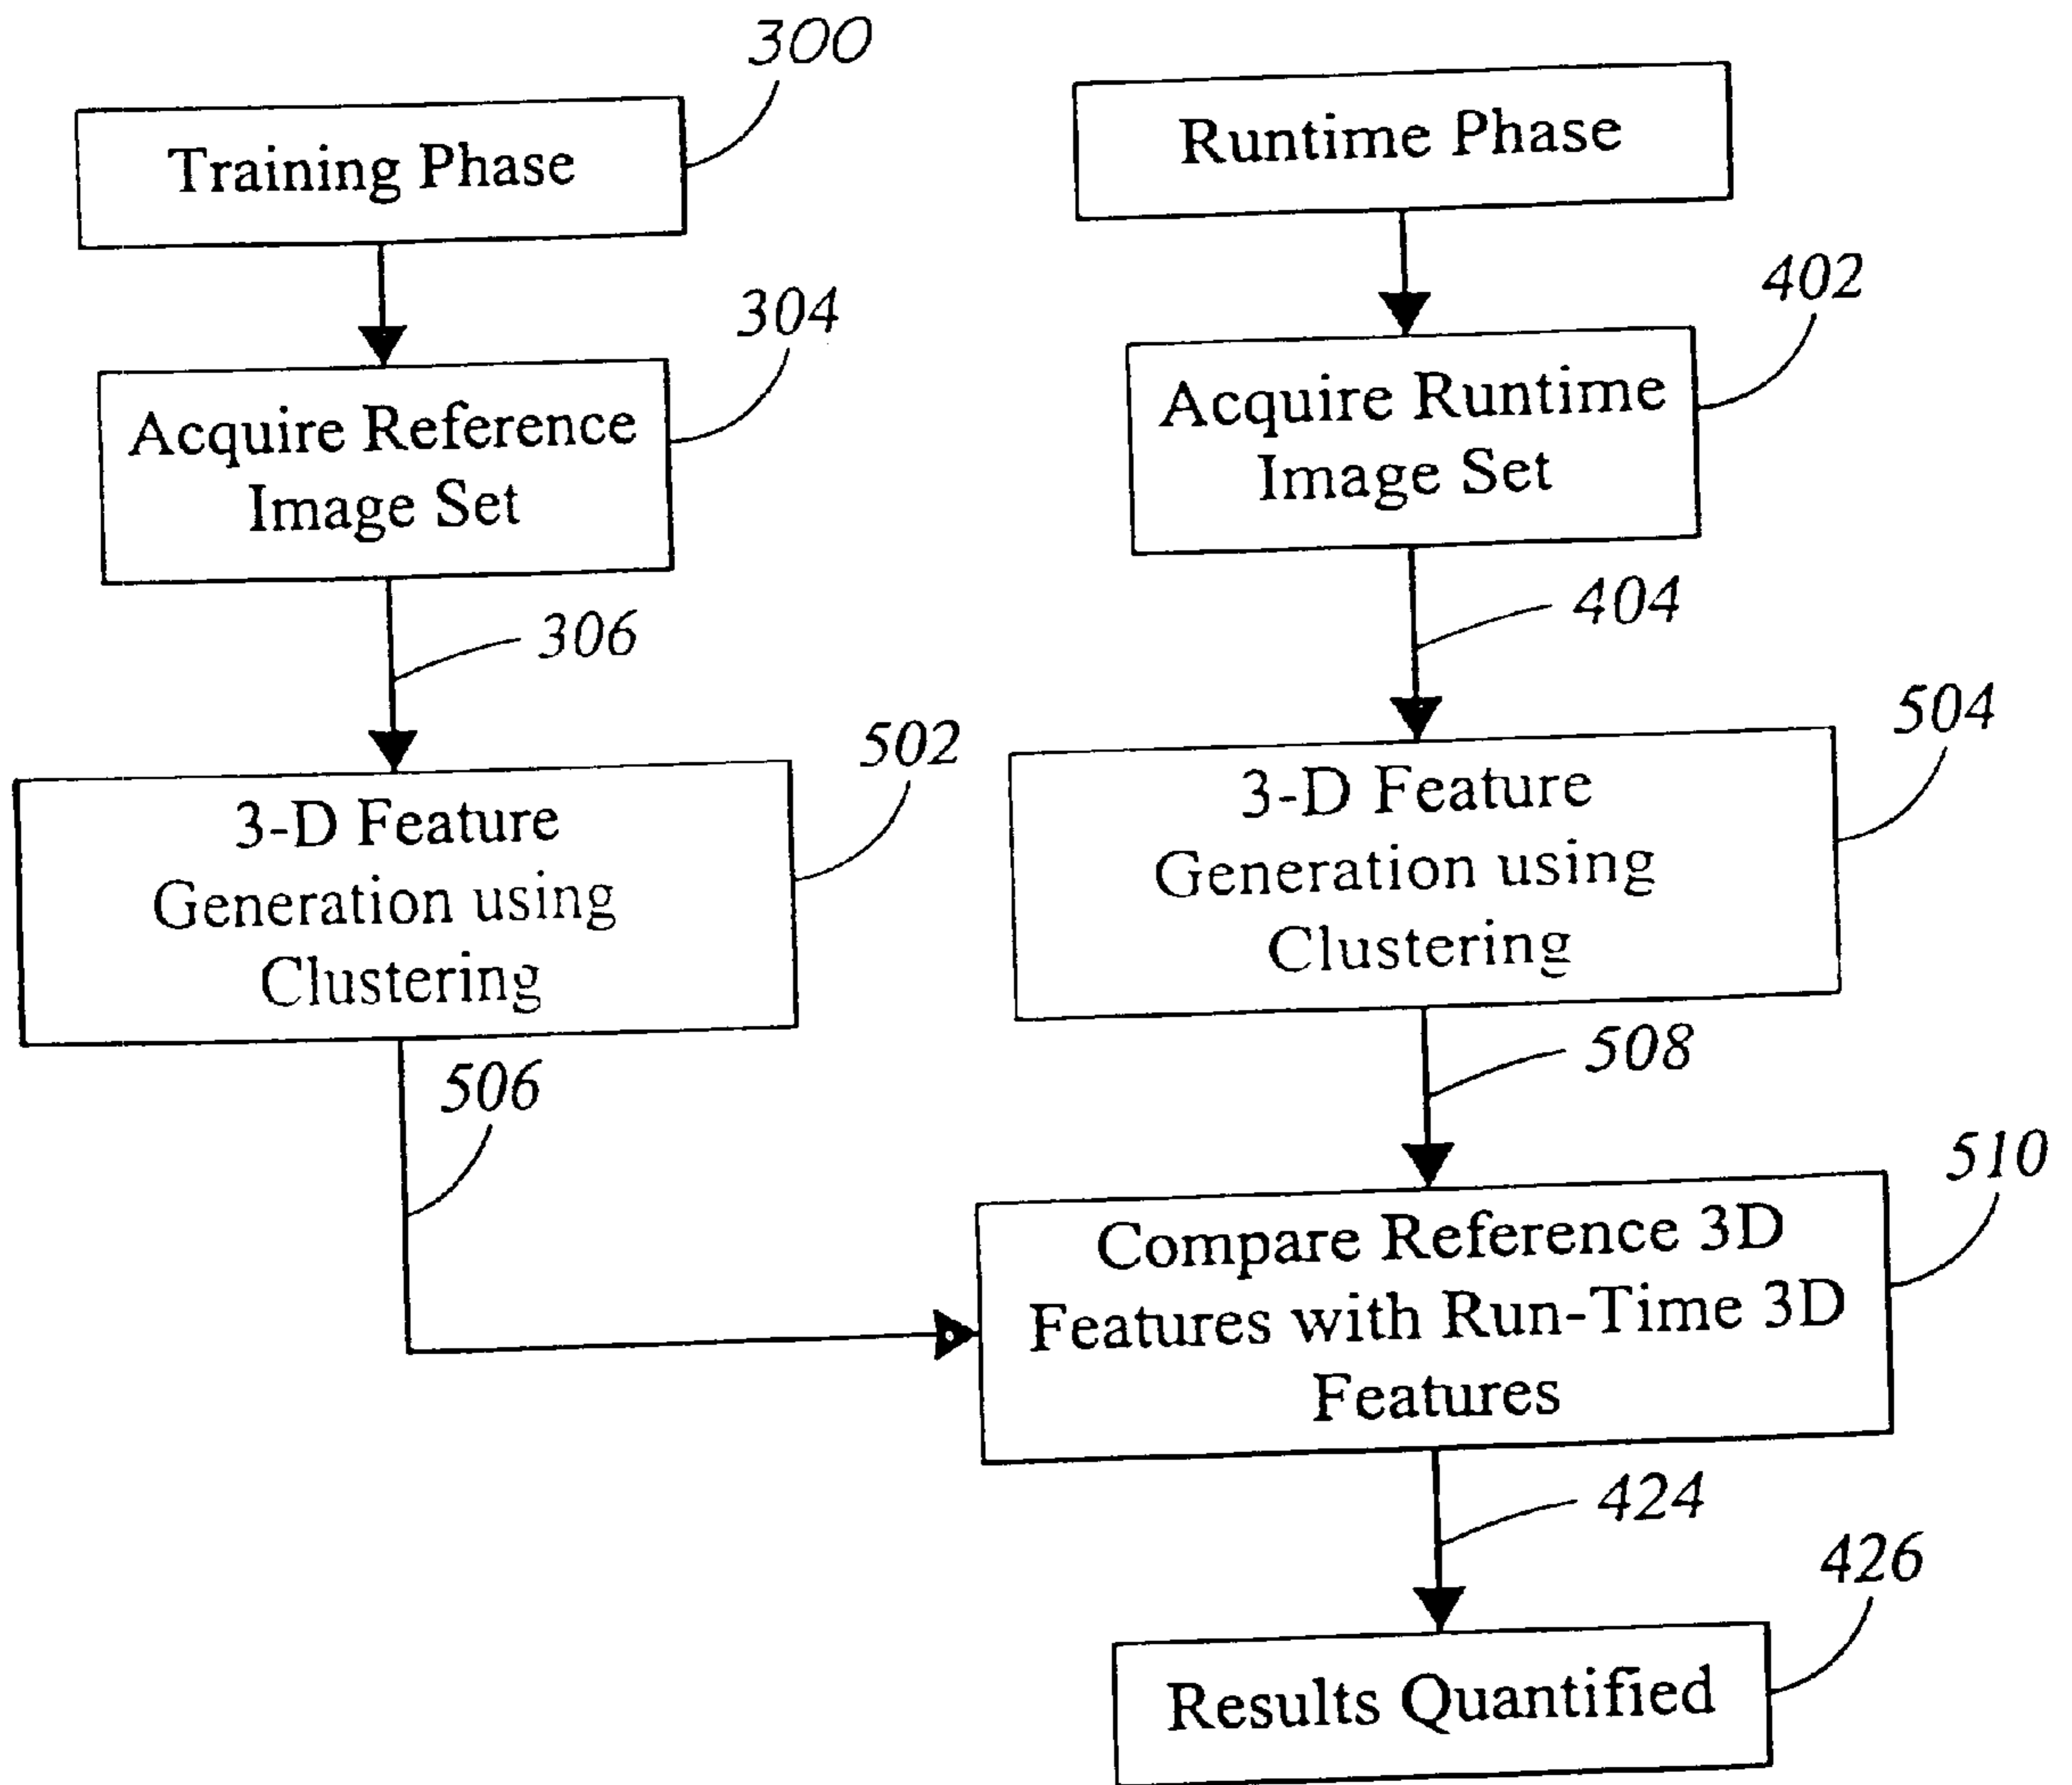 300
Training Phase
Runtime Phase
304
402
Acquire Reference
Image Set
Acquire Runtime
Image Set
306
404
502
504
3-D Feature
Generation using
Clustering
3-D Feature
Generation using
Clustering
506
508
510
Compare Reference 3D
Features with Run-Time 3D
Features
424
426
Results Quantified